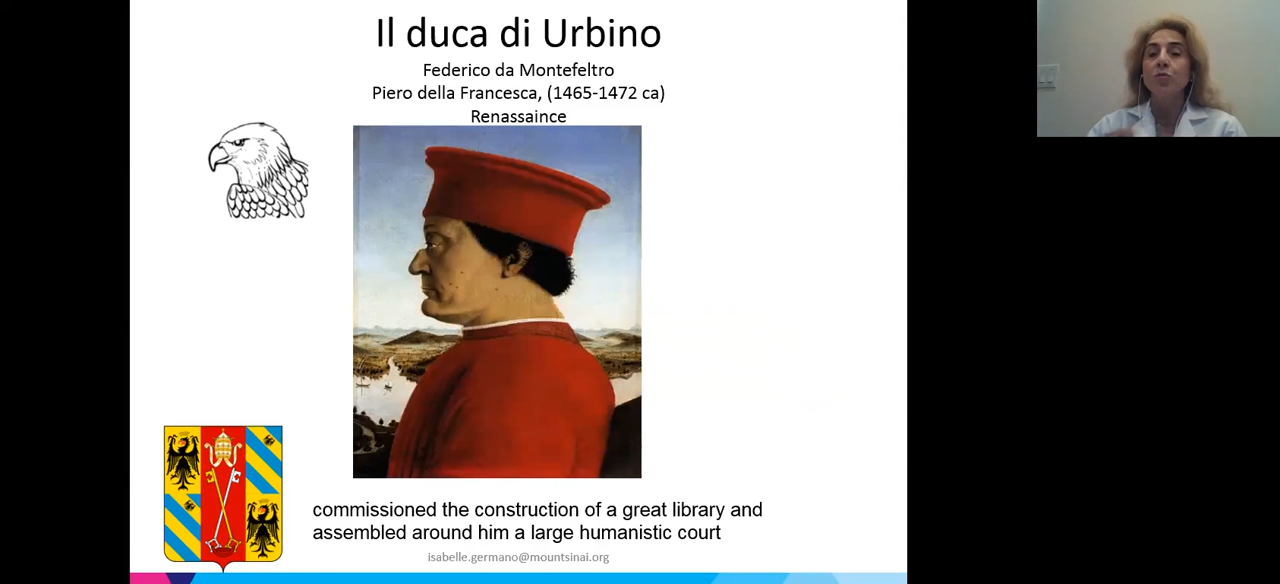 Il duca di Urbino
Federico da Montefeltro
Piero della Francesca, (1465-1472 ca)
Renassaince
commissioned the construction of a great library and
assembled around him a large humanistic court
isabelle.germano@mountsinai.org